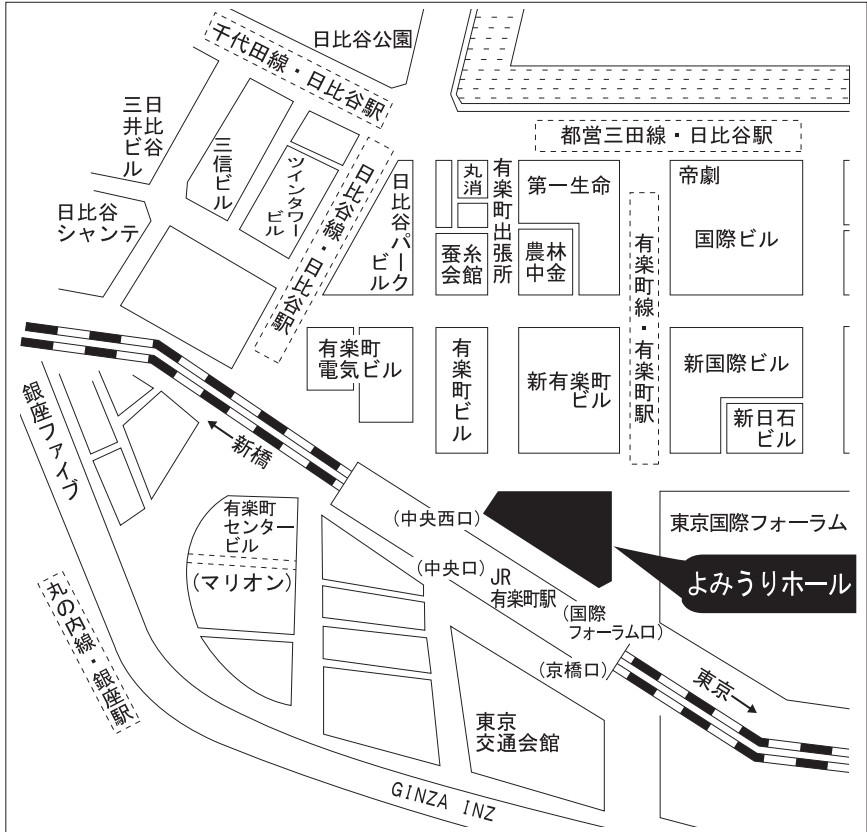 日比谷公園
千代田線・日比谷駅
都営三田線・日比谷駅
日比谷
三井ビル
三信ビル
ツインタワー
ビル
日比谷線・日比谷駅
日比谷パーク
ビル
丸消
有楽町出張所
第一生命
帝劇
国際ビル
日比谷
シャンテ
蚕糸
会館
農林
中金
有楽町線・有楽町駅
有楽町
電気ビル
有楽町ビル
新有楽町
ビル
新国際ビル
新日石
ビル
銀座ファイブ
新橋
有楽町
センター
ビル
(マリオン)
(中央西口)
(中央口)
JR
有楽町駅
(国際
フォーラム口)
(京橋口)
東京国際フォーラム
よみうりホール
丸の内線・銀座駅
東京
東京
交通会館
GINZA INZ